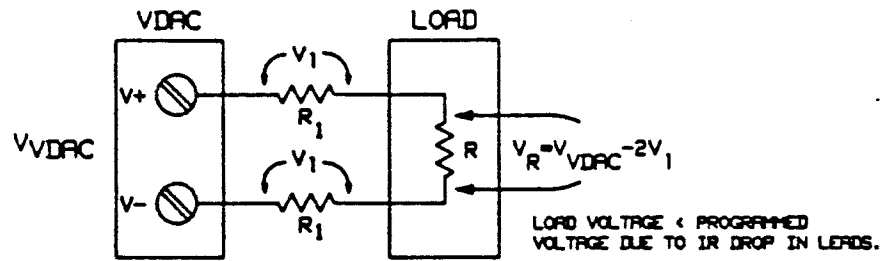 VDAC
LOAD
V1
V+
R1
VVDAC
R
VR=VVDAC-2V1
V1
V-
R1
LOAD VOLTAGE < PROGRAMMED
VOLTAGE DUE TO IR DROP IN LEADS.